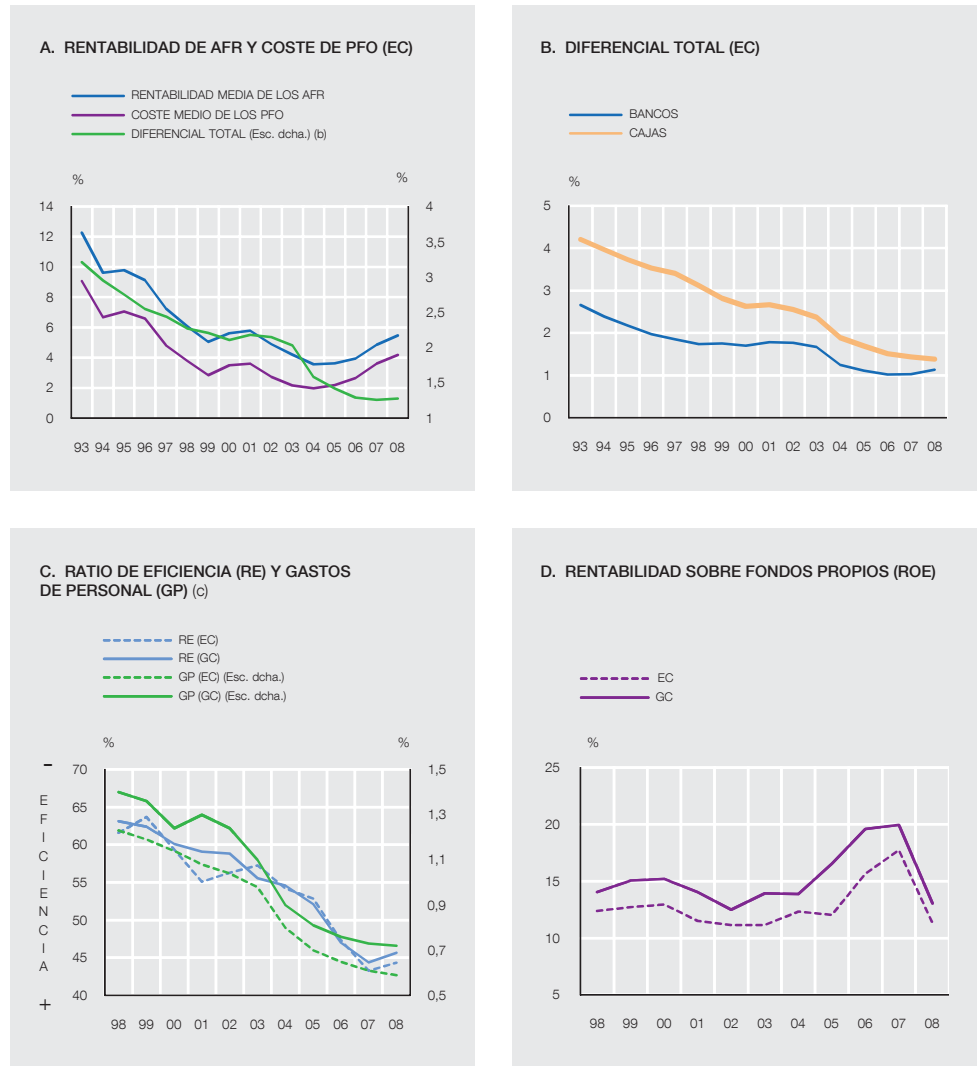 A. RENTABILIDAD DE AFR Y COSTE DE PFO (EC)
RENTABILIDAD MEDIA DE LOS AFR
COSTE MEDIO DE LOS PFO
DIFERENCIAL TOTAL (Esc. dcha.) (b)
% %
14 4
12 3,5
10 3
8 2,5
6 2
4 1,5
2
0 1
93 94 95 96 97 98 99 00 01 02 03 04 05 06 07 08
B. DIFERENCIAL TOTAL (EC)
BANCOS
CAJAS
%
5
4
3
2
1
0
93 94 95 96 97 98 99 00 01 02 03 04 05 06 07 08
C. RATIO DE EFICIENCIA (RE) Y GASTOS
DE PERSONAL (GP) (c)
RE (EC)
RE (GC)
GP (EC) (Esc. dcha.)
GP (GC) (Esc. dcha.)
% %
−
EFICIENCIA
+
70 1,5
65 1,3
60 1,1
55 0,9
50 0,7
45
40 0,5
98 99 00 01 02 03 04 05 06 07 08
D. RENTABILIDAD SOBRE FONDOS PROPIOS (ROE)
EC
GC
%
25
20
15
10
5
98 99 00 01 02 03 04 05 06 07 08